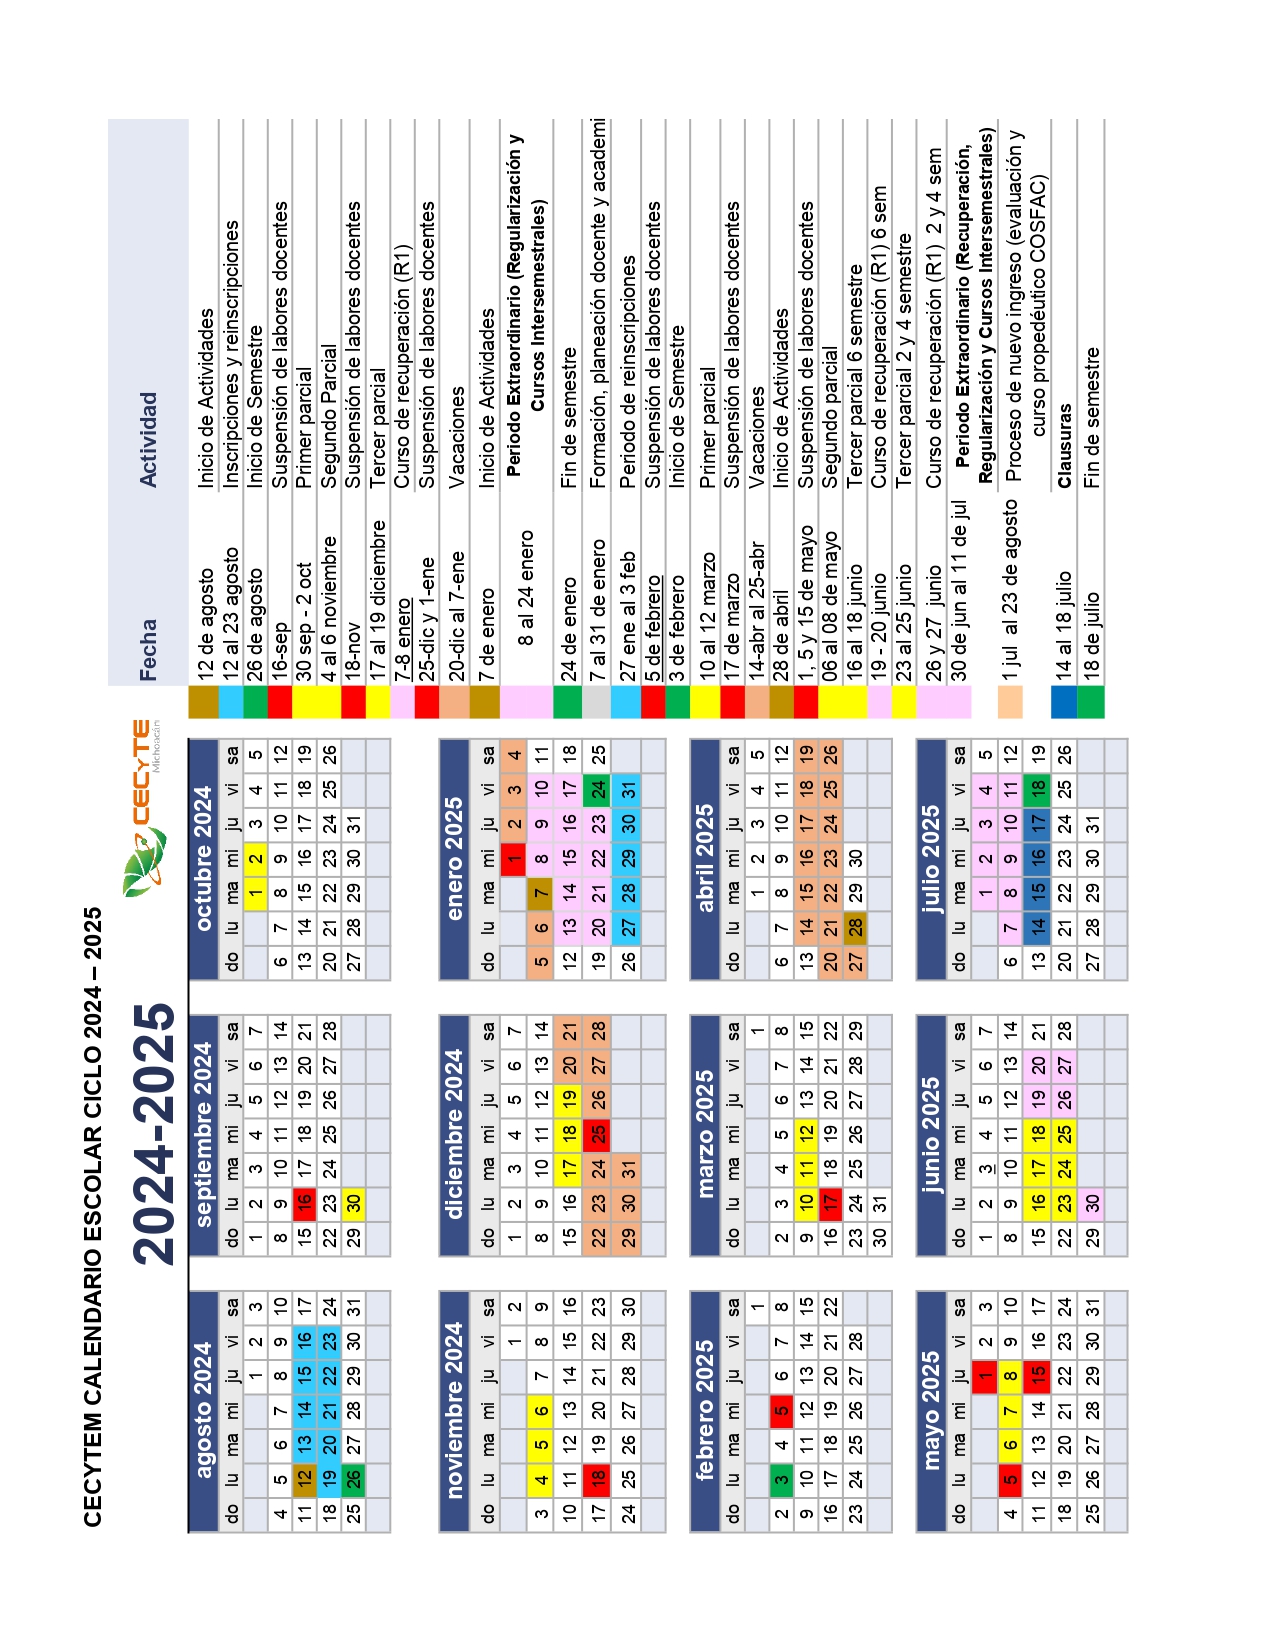 CECYTEM CALENDARIO ESCOLAR CICLO 2024 – 2025
2024-2025
CECyTE
Michoacán
Fecha Actividad
agosto 2024
do lu ma mi ju vi sa
1 2 3
4 5 6 7 8 9 10
11 12 13 14 15 16 17
18 19 20 21 22 23 24
25 26 27 28 29 30 31
septiembre 2024
do lu ma mi ju vi sa
1 2 3 4 5 6 7
8 9 10 11 12 13 14
15 16 17 18 19 20 21
22 23 24 25 26 27 28
29 30
octubre 2024
do lu ma mi ju vi sa
1 2 3 4 5
6 7 8 9 10 11 12
13 14 15 16 17 18 19
20 21 22 23 24 25 26
27 28 29 30 31
noviembre 2024
do lu ma mi ju vi sa
1 2
3 4 5 6 7 8 9
10 11 12 13 14 15 16
17 18 19 20 21 22 23
24 25 26 27 28 29 30
diciembre 2024
do lu ma mi ju vi sa
1 2 3 4 5 6 7
8 9 10 11 12 13 14
15 16 17 18 19 20 21
22 23 24 25 26 27 28
29 30 31
enero 2025
do lu ma mi ju vi sa
1 2 3 4
5 6 7 8 9 10 11
12 13 14 15 16 17 18
19 20 21 22 23 24 25
26 27 28 29 30 31
febrero 2025
do lu ma mi ju vi sa
1
2 3 4 5 6 7 8
9 10 11 12 13 14 15
16 17 18 19 20 21 22
23 24 25 26 27 28
marzo 2025
do lu ma mi ju vi sa
1
2 3 4 5 6 7 8
9 10 11 12 13 14 15
16 17 18 19 20 21 22
23 24 25 26 27 28 29
30 31
abril 2025
do lu ma mi ju vi sa
1 2 3 4 5
6 7 8 9 10 11 12
13 14 15 16 17 18 19
20 21 22 23 24 25 26
27 28 29 30
mayo 2025
do lu ma mi ju vi sa
1 2 3
4 5 6 7 8 9 10
11 12 13 14 15 16 17
18 19 20 21 22 23 24
25 26 27 28 29 30 31
junio 2025
do lu ma mi ju vi sa
1 2 3 4 5 6 7
8 9 10 11 12 13 14
15 16 17 18 19 20 21
22 23 24 25 26 27 28
29 30
julio 2025
do lu ma mi ju vi sa
1 2 3 4 5
6 7 8 9 10 11 12
13 14 15 16 17 18 19
20 21 22 23 24 25 26
27 28 29 30 31
12 de agosto Inicio de Actividades
12 al 23 agosto Inscripciones y reinscripciones
26 de agosto Inicio de Semestre
16-sep Suspensión de labores docentes
30 sep - 2 oct Primer parcial
4 al 6 noviembre Segundo Parcial
18-nov Suspensión de labores docentes
17 al 19 diciembre Tercer parcial
7-8 enero Curso de recuperación (R1)
25-dic y 1-ene Suspensión de labores docentes
20-dic al 7-ene Vacaciones
7 de enero Inicio de Actividades
8 al 24 enero Periodo Extraordinario (Regularización y
Cursos Intersemestrales)
24 de enero Fin de semestre
7 al 31 de enero Formación, planeación docente y academi
27 ene al 3 feb Periodo de reinscripciones
5 de febrero Suspensión de labores docentes
3 de febrero Inicio de Semestre
10 al 12 marzo Primer parcial
17 de marzo Suspensión de labores docentes
14-abr al 25-abr Vacaciones
28 de abril Inicio de Actividades
1, 5 y 15 de mayo Suspensión de labores docentes
06 al 08 de mayo Segundo parcial
16 al 18 junio Tercer parcial 6 semestre
19 - 20 junio Curso de recuperación (R1) 6 sem
23 al 25 junio Tercer parcial 2 y 4 semestre
26 y 27 junio Curso de recuperación (R1) 2 y 4 sem
30 de jun al 11 de jul Periodo Extraordinario (Recuperación,
Regularización y Cursos Intersemestrales)
1 jul al 23 de agosto Proceso de nuevo ingreso (evaluación y
curso propedéutico COSFAC)
14 al 18 julio Clausuras
18 de julio Fin de semestre